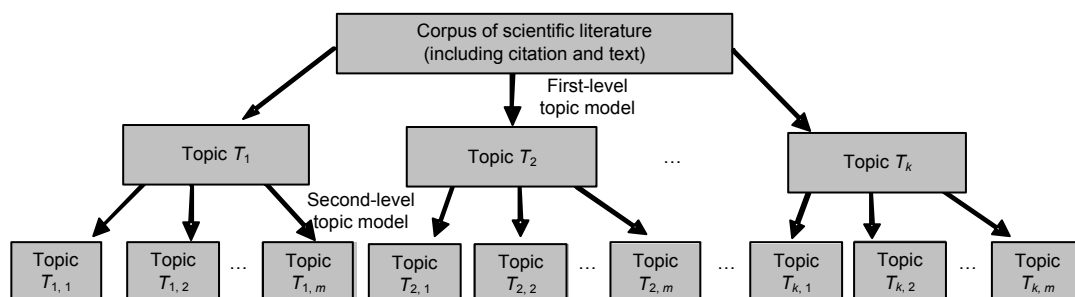 Corpus of scientific literature
(including citation and text)
First-level
topic model
Topic T1
Topic T2
...
Topic Tk
Second-level
topic model
Topic
T1, 1
Topic
T1, 2
...
Topic
T1, m
Topic
T2, 1
Topic
T2, 2
...
Topic
T2, m
...
Topic
Tk, 1
Topic
Tk, 2
...
Topic
Tk, m